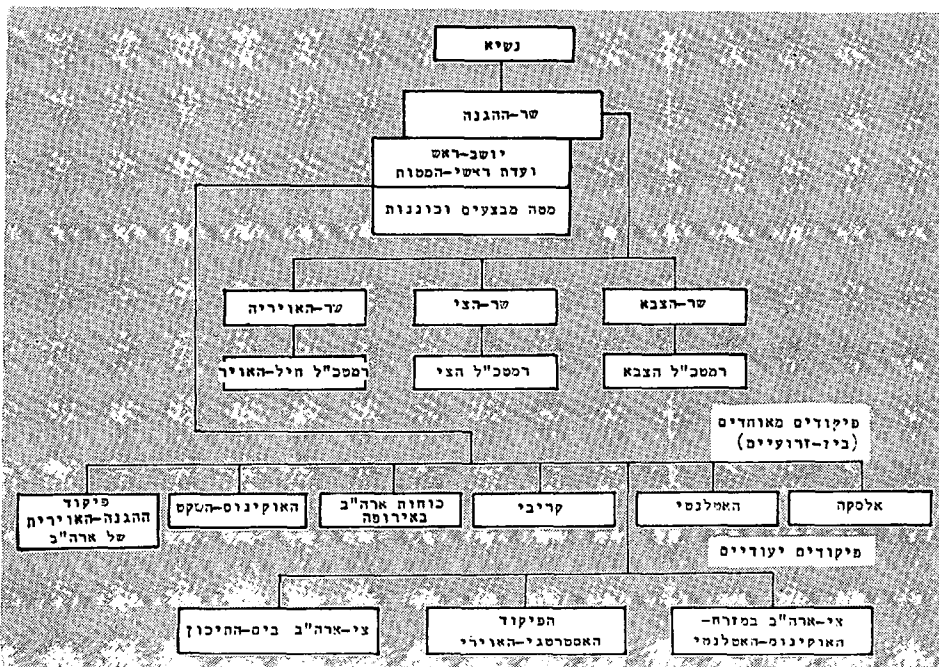 נשיא
שר-ההגנה
יושב-ראש
ועדת ראשי-המטות
מטה מבצעים וכוננות
שר-הצבא
שר-הצי
שר-האויריה
רמטכ"ל הצבא
רמטכ"ל הצי
רמטכ"ל חיל-האויר
פיקודים מאוחדים
(בין-זרועיים)
אלסקה
האטלנטי
קריבי
כוחות ארה"ב
באירופה
האוקינוס-השקט
פיקוד
ההגנה-האוירית
של ארה"ב
פיקודים יעודיים
צי-ארה"ב במזרח-
האוקינוס-האטלנטי
הפיקוד
האסטרטגי-האוירי
צי-ארה"ב בים-התיכון